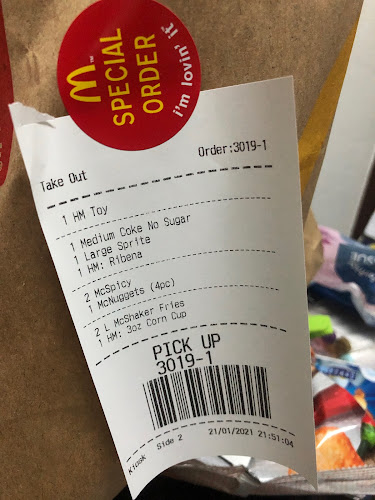 M™
SPECIAL
ORDER
i'm lovin' it
Take Out
Order:3019-1
1 HM Toy
1 Medium Coke No Sugar
1 Large Sprite
1 HM: Ribena
2 McSpicy
1 McNuggets (4pc)
2 L McShaker Fries
1 HM: 3oz Corn Cup
PICK UP
3019-1
Kiosk Side 2 21/01/2021 21:51:04